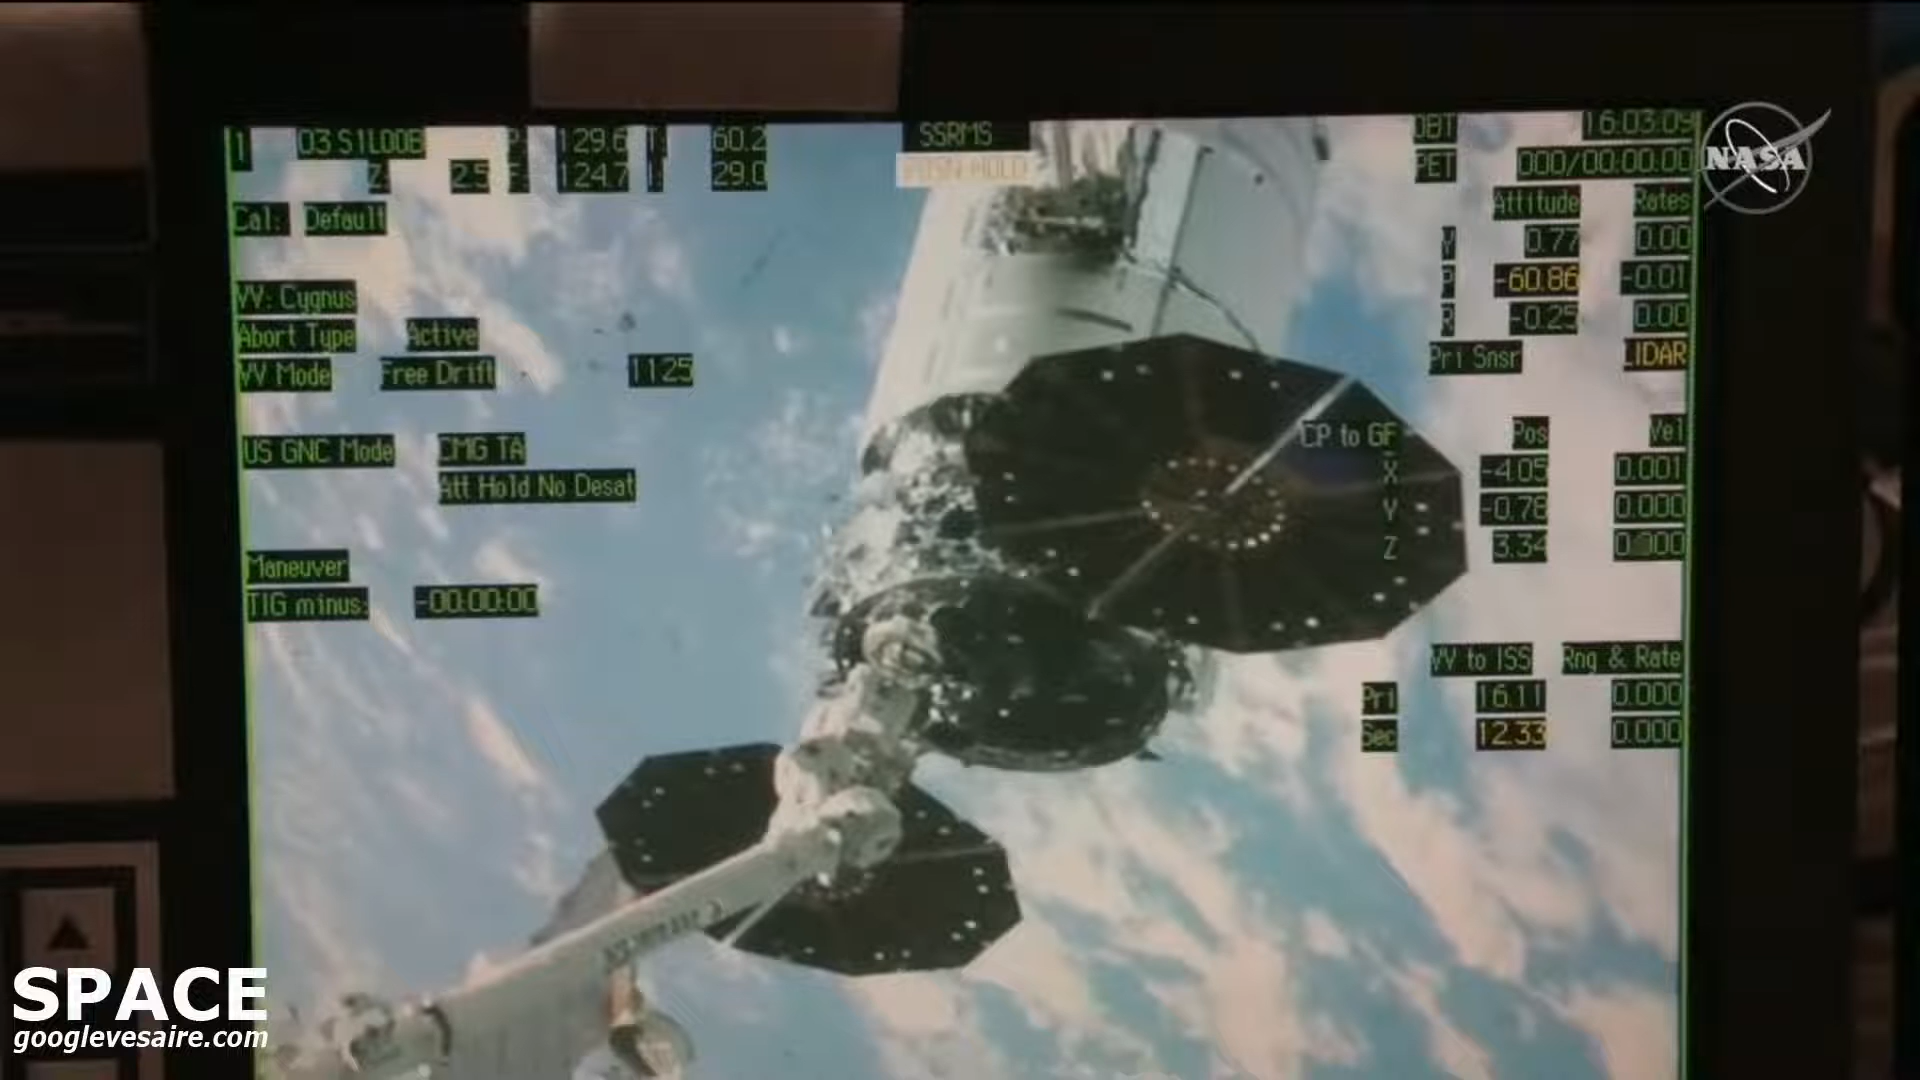 1 03 S1LOOB P: 129.6 T: 60.2
Z: 2.5 F: 124.7 I: 29.0
SSRMS
POSN HOLD
Cal: Default
VV: Cygnus
Abort Type Active
VV Mode Free Drift 1125
US GNC Mode CMG TA
Att Hold No Desat
Maneuver
TIG minus: -00:00:00
OBT 16:03:09
PET 000/00:00:00
Attitude Rates
Y 0.77 0.00
P -60.86 -0.01
R -0.25 0.00
Pri Snsr LIDAR
CP to GF Pos Vel
X -4.05 0.001
Y -0.78 0.000
Z 3.34 0.000
VV to ISS Rng & Rate
Pri 16.11 0.000
Sec 12.33 0.000
NASA
SPACE
googlevesaire.com